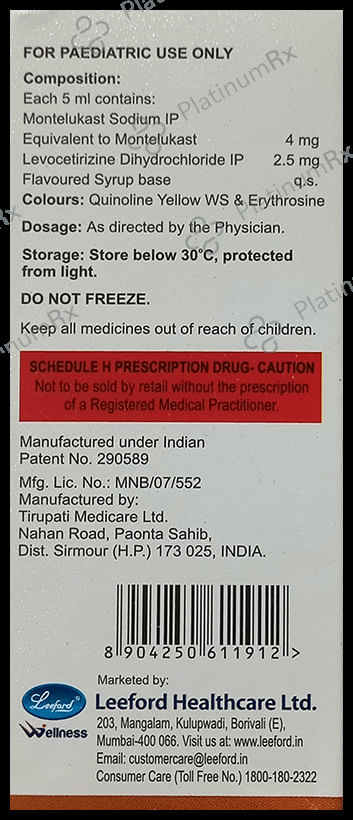 FOR PAEDIATRIC USE ONLY
Composition:
Each 5 ml contains:
Montelukast Sodium IP
Equivalent to Montelukast 4 mg
Levocetirizine Dihydrochloride IP 2.5 mg
Flavoured Syrup base q.s.
Colours: Quinoline Yellow WS & Erythrosine
Dosage: As directed by the Physician.
Storage: Store below 30°C, protected
from light.
DO NOT FREEZE.
Keep all medicines out of reach of children.
SCHEDULE H PRESCRIPTION DRUG- CAUTION
Not to be sold by retail without the prescription
of a Registered Medical Practitioner.
Manufactured under Indian
Patent No. 290589
Mfg. Lic. No.: MNB/07/552
Manufactured by:
Tirupati Medicare Ltd.
Nahan Road, Paonta Sahib,
Dist. Sirmour (H.P.) 173 025, INDIA.
8 904250 611912 >
Marketed by:
Leeford
Wellness
Leeford Healthcare Ltd.
203, Mangalam, Kulupwadi, Borivali (E),
Mumbai-400 066. Visit us at: www.leeford.in
Email: customercare@leeford.in
Consumer Care (Toll Free No.) 1800-180-2322
PlatinumRx
PlatinumRx